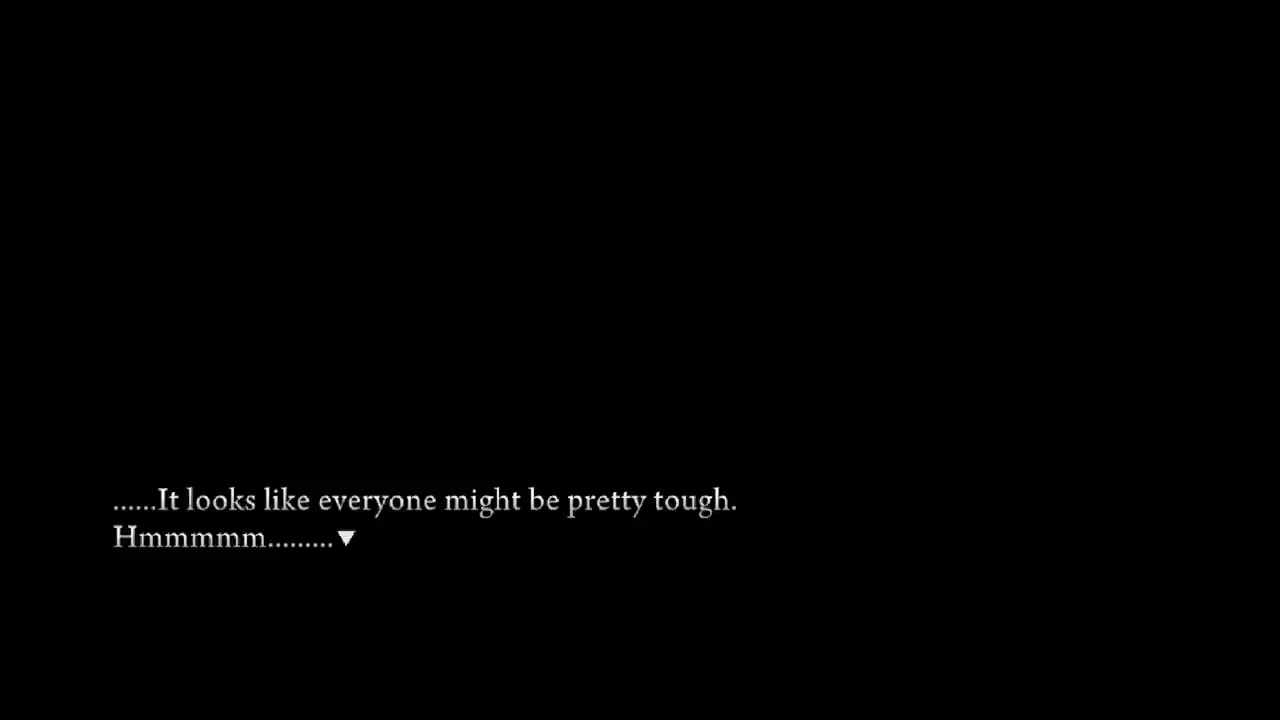 ......It looks like everyone might be pretty tough.
Hmmmmm.........▼